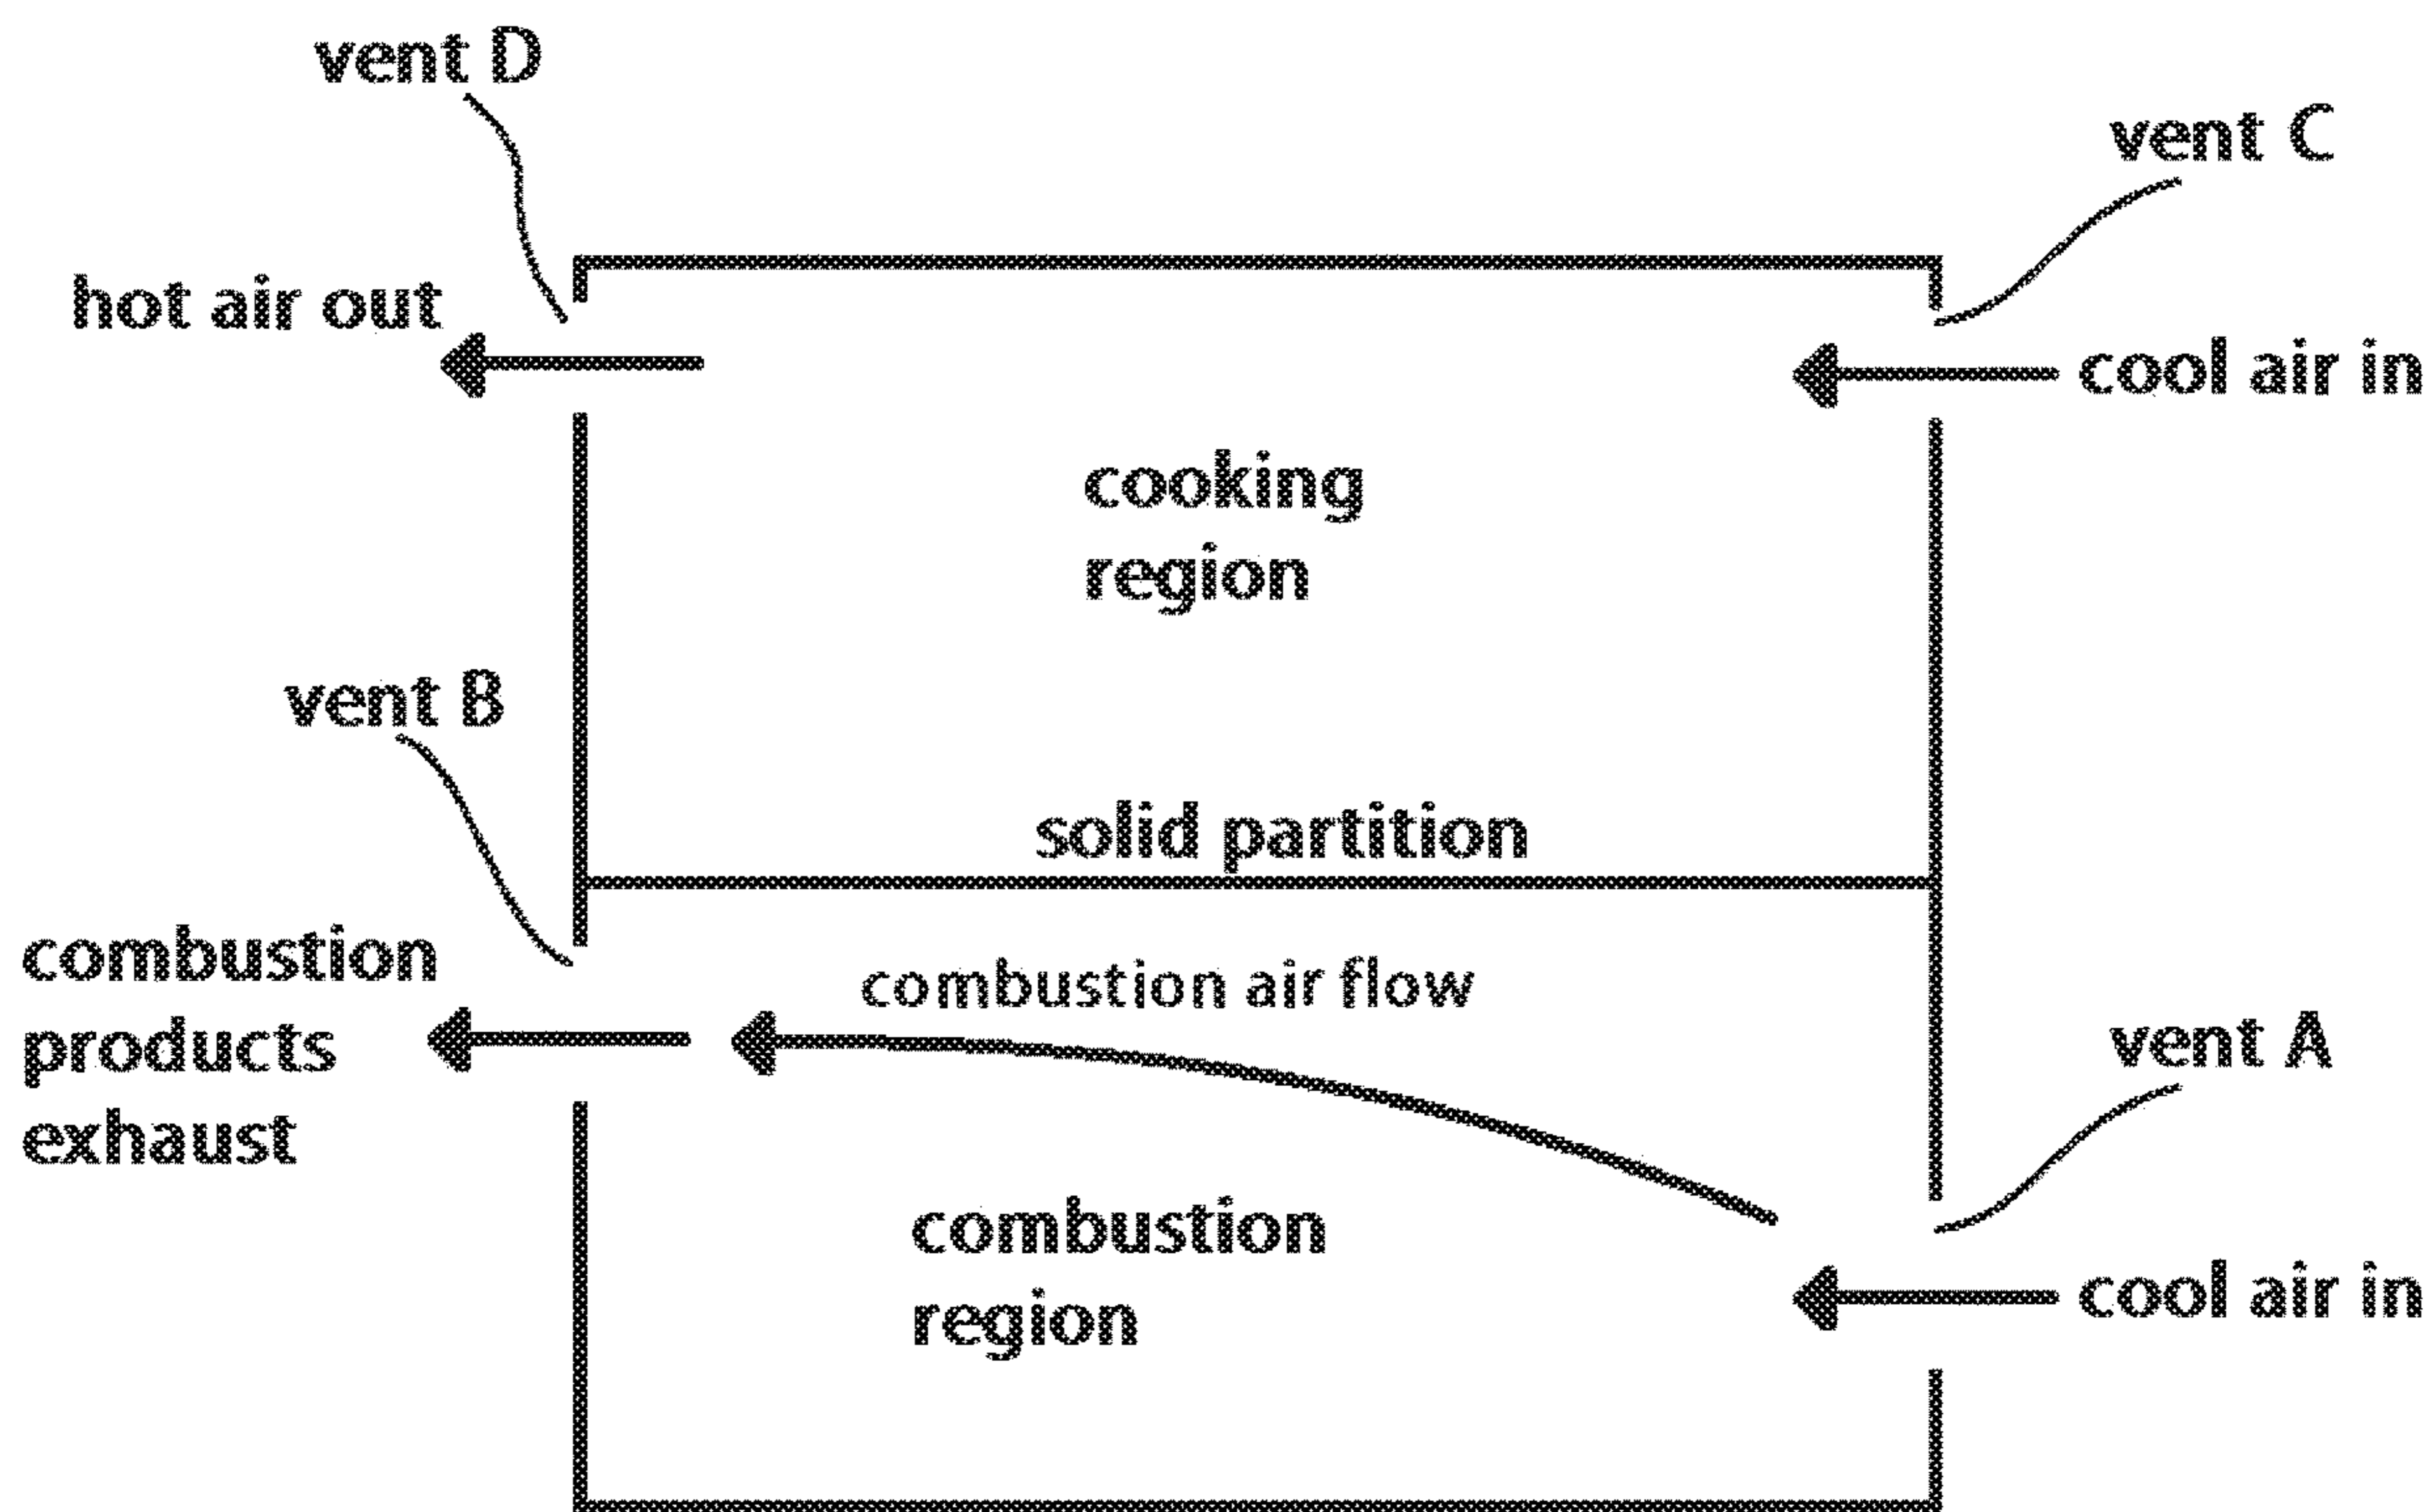 vent D
vent C
hot air out
cool air in
cooking
region
vent B
solid partition
combustion
products
exhaust
combustion air flow
vent A
combustion
region
cool air in